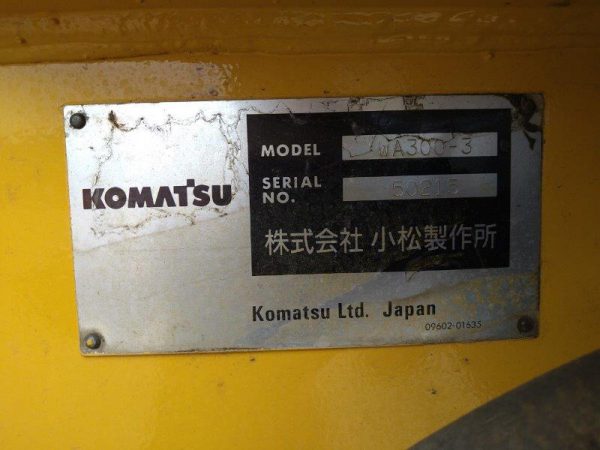 KOMATSU
MODEL WA300-3
SERIAL NO. 50215
株式会社 小松製作所
Komatsu Ltd. Japan
09602-01635